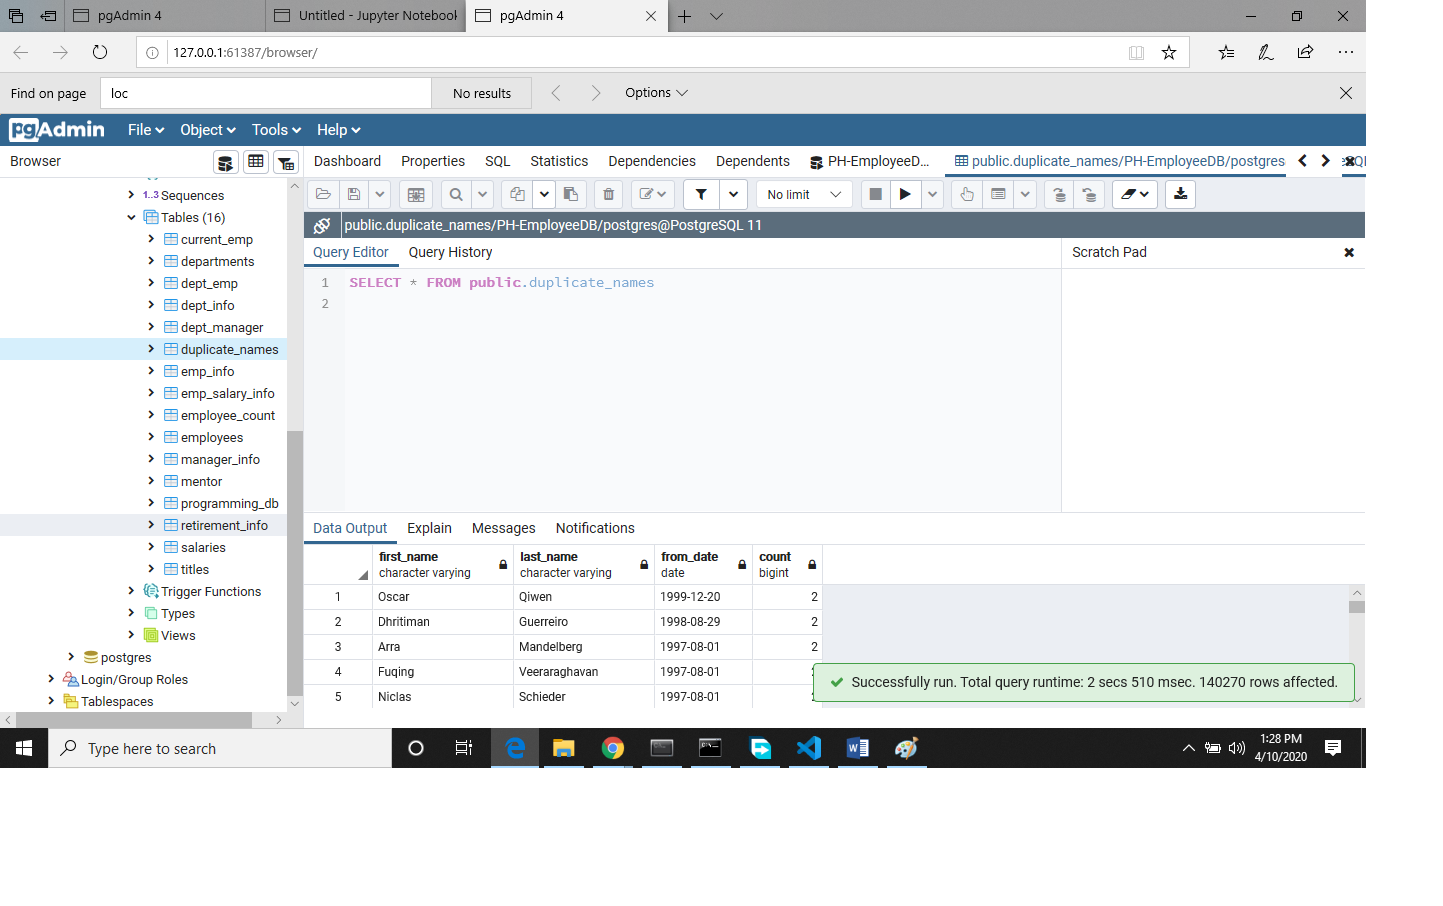 pgAdmin 4
Untitled - Jupyter Notebook
pgAdmin 4
127.0.0.1:61387/browser/
Find on page
loc
No results
Options
pgAdmin
File
Object
Tools
Help
Browser
Dashboard
Properties
SQL
Statistics
Dependencies
Dependents
PH-EmployeeD...
public.duplicate_names/PH-EmployeeDB/postgres
No limit
public.duplicate_names/PH-EmployeeDB/postgres@PostgreSQL 11
Query Editor
Query History
Scratch Pad
1 SELECT * FROM public.duplicate_names
2
1..3 Sequences
Tables (16)
current_emp
departments
dept_emp
dept_info
dept_manager
duplicate_names
emp_info
emp_salary_info
employee_count
employees
manager_info
mentor
programming_db
retirement_info
salaries
titles
Trigger Functions
Types
Views
postgres
Login/Group Roles
Tablespaces
Data Output
Explain
Messages
Notifications
first_name last_name from_date count
character varying character varying date bigint
1 Oscar Qiwen 1999-12-20 2
2 Dhritiman Guerreiro 1998-08-29 2
3 Arra Mandelberg 1997-08-01 2
4 Fuqing Veeraraghavan 1997-08-01
5 Niclas Schieder 1997-08-01
Successfully run. Total query runtime: 2 secs 510 msec. 140270 rows affected.
Type here to search
1:28 PM
4/10/2020